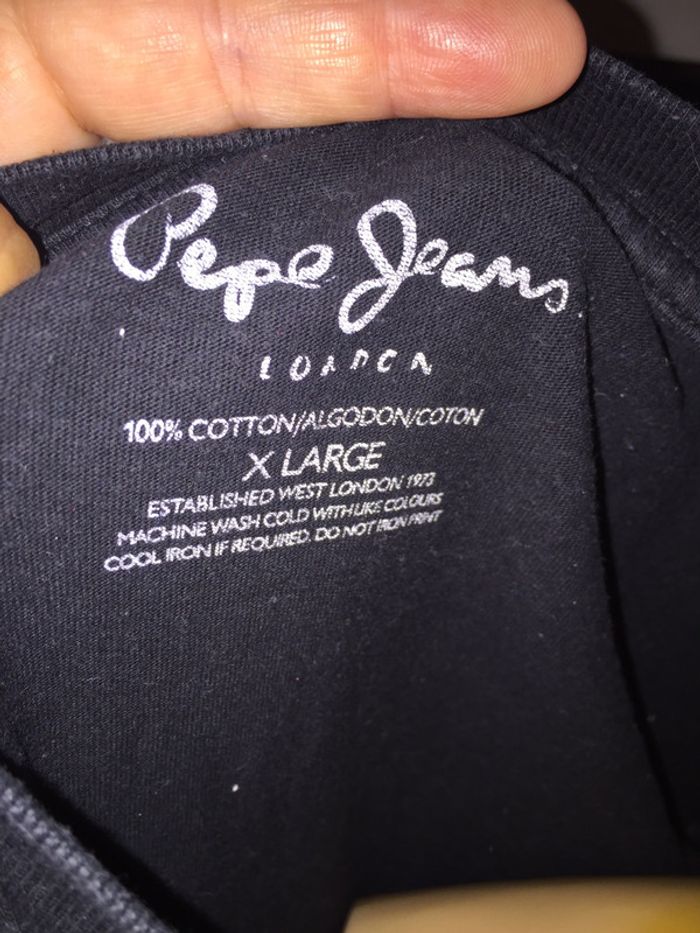 Pepe Jeans
LONDON
100% COTTON/ALGODON/COTON
X LARGE
ESTABLISHED WEST LONDON 1973
MACHINE WASH COLD WITH LIKE COLOURS
COOL IRON IF REQUIRED. DO NOT IRON PRINT